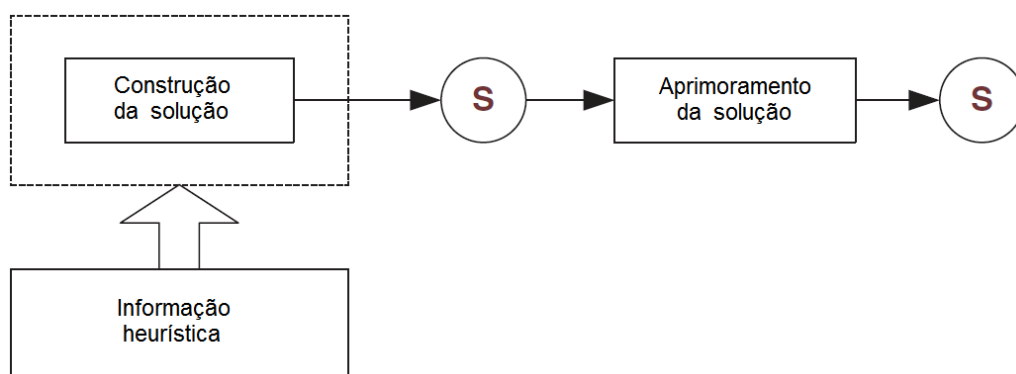 Construção
da solução
S
Aprimoramento
da solução
S
Informação
heurística